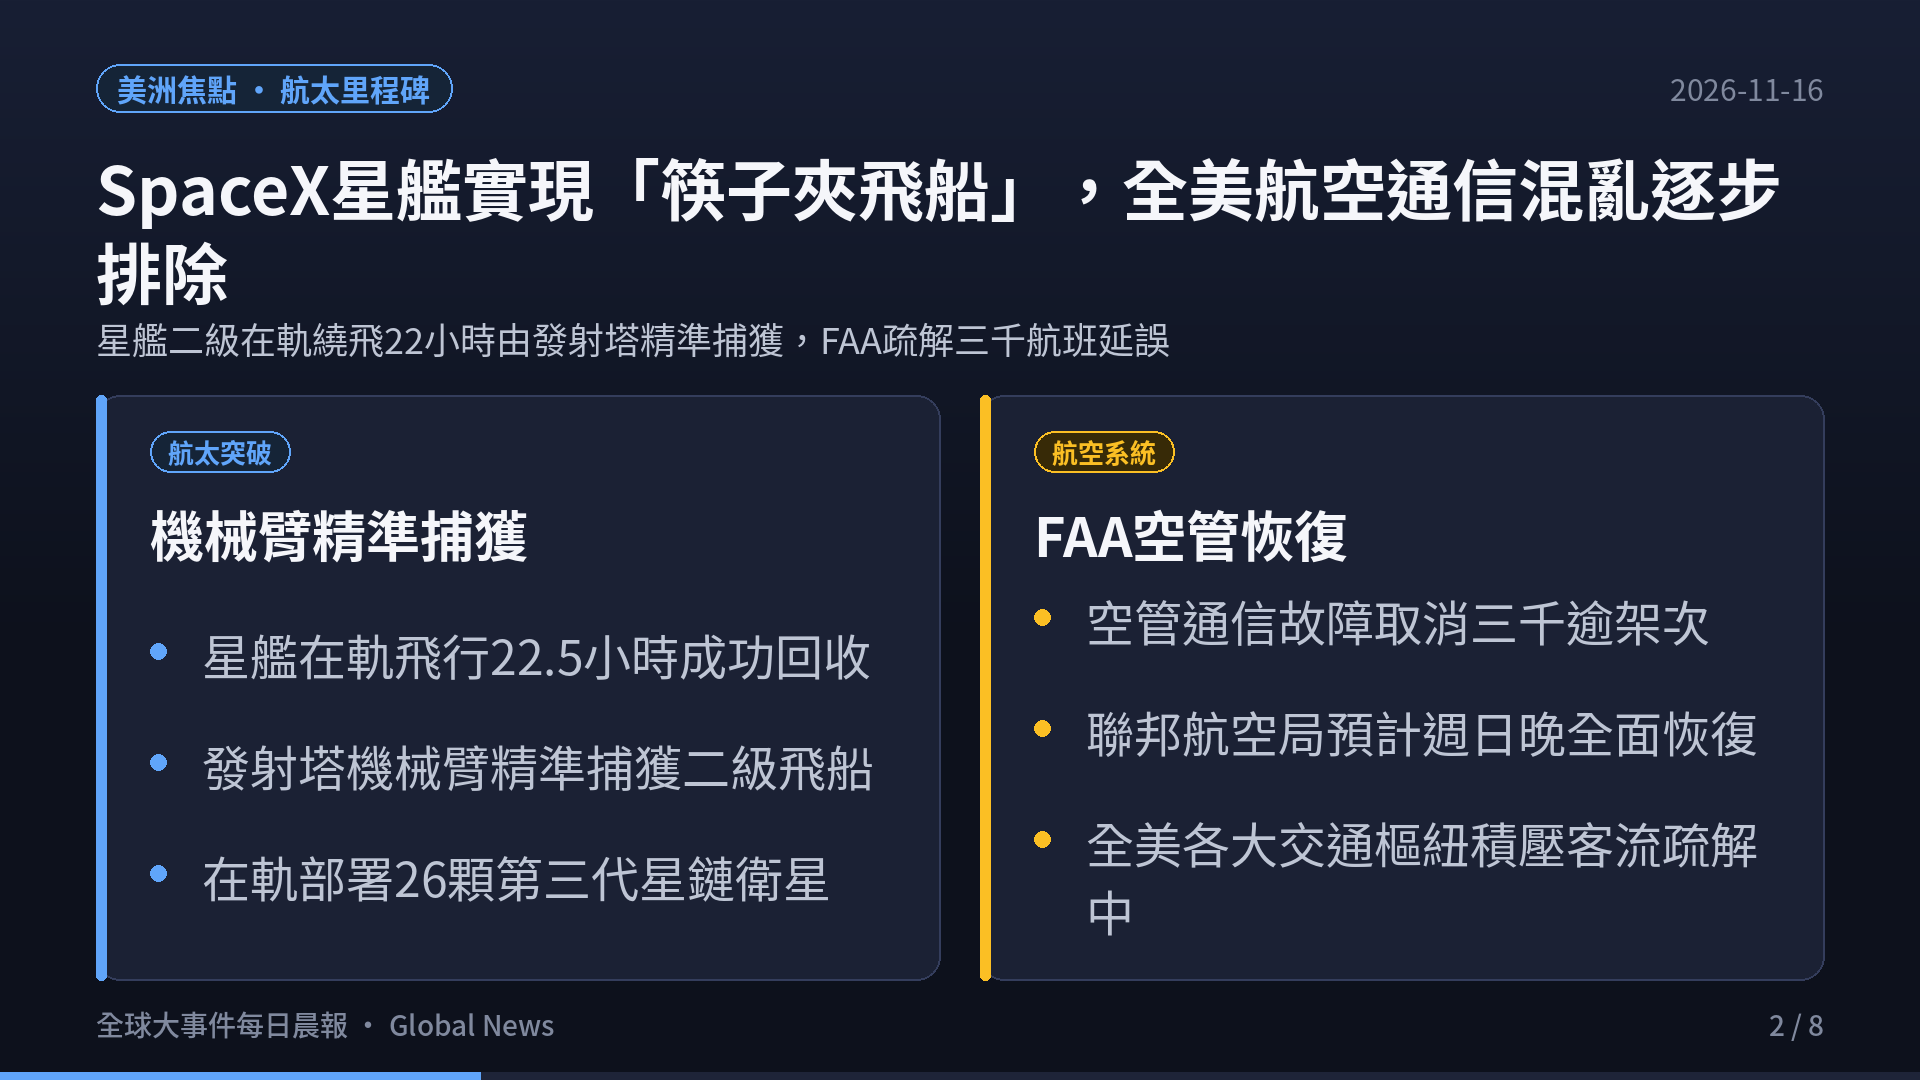 美洲焦點 • 航太里程碑
2026-11-16
SpaceX星艦實現「筷子夾飛船」，全美航空通信混亂逐步
排除
星艦二級在軌繞飛22小時由發射塔精準捕獲，FAA疏解三千航班延誤
航太突破
機械臂精準捕獲
星艦在軌飛行22.5小時成功回收
發射塔機械臂精準捕獲二級飛船
在軌部署26顆第三代星鏈衛星
航空系統
FAA空管恢復
空管通信故障取消三千逾架次
聯邦航空局預計週日晚全面恢復
全美各大交通樞紐積壓客流疏解
中
全球大事件每日晨報 • Global News
2 / 8